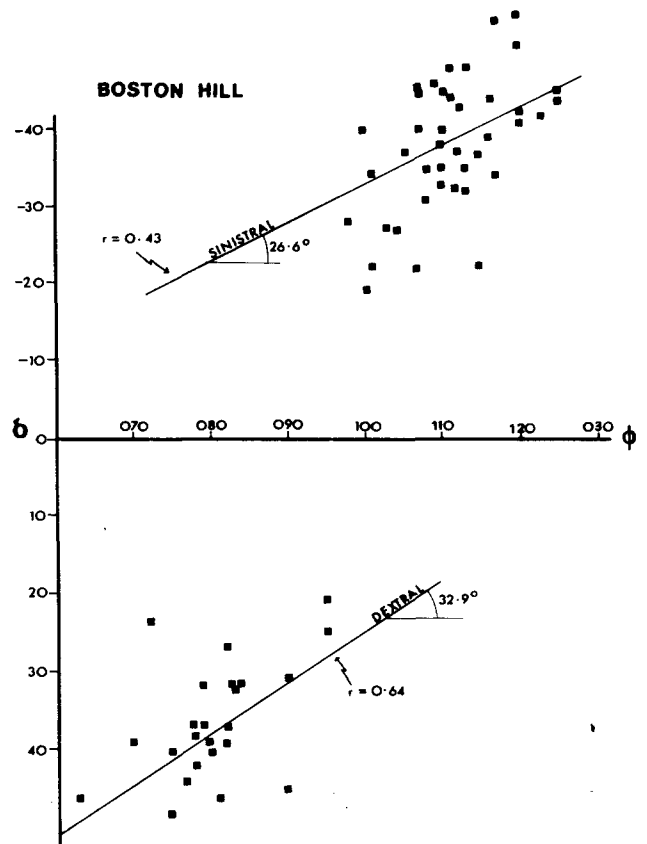 BOSTON HILL
-40
-30
r = 0.43
SINISTRAL
26.6°
-20
-10
δ 0
070 080 090 100 110 120 030 ϕ
10
20
DEXTRAL
32.9°
30
r = 0.64
40